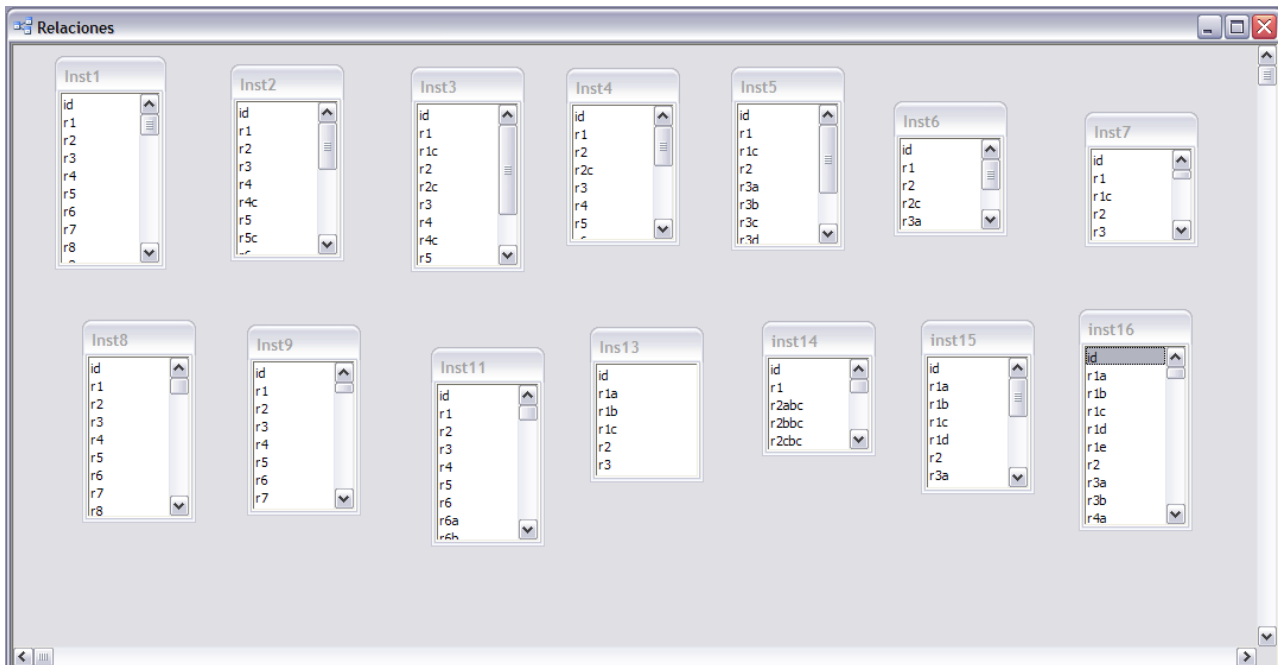 Relaciones
Inst1
id
r1
r2
r3
r4
r5
r6
r7
r8
Inst2
id
r1
r2
r3
r4
r4c
r5
r5c
Inst3
id
r1
r1c
r2
r2c
r3
r4
r4c
r5
Inst4
id
r1
r2
r2c
r3
r4
r5
Inst5
id
r1
r1c
r2
r3a
r3b
r3c
r3d
Inst6
id
r1
r2
r2c
r3a
Inst7
id
r1
r1c
r2
r3
Inst8
id
r1
r2
r3
r4
r5
r6
r7
r8
Inst9
id
r1
r2
r3
r4
r5
r6
r7
Inst11
id
r1
r2
r3
r4
r5
r6
r6a
r6b
Ins13
id
r1a
r1b
r1c
r2
r3
inst14
id
r1
r2abc
r2bbc
r2cbc
inst15
id
r1a
r1b
r1c
r1d
r2
r3a
inst16
id
r1a
r1b
r1c
r1d
r1e
r2
r3a
r3b
r4a